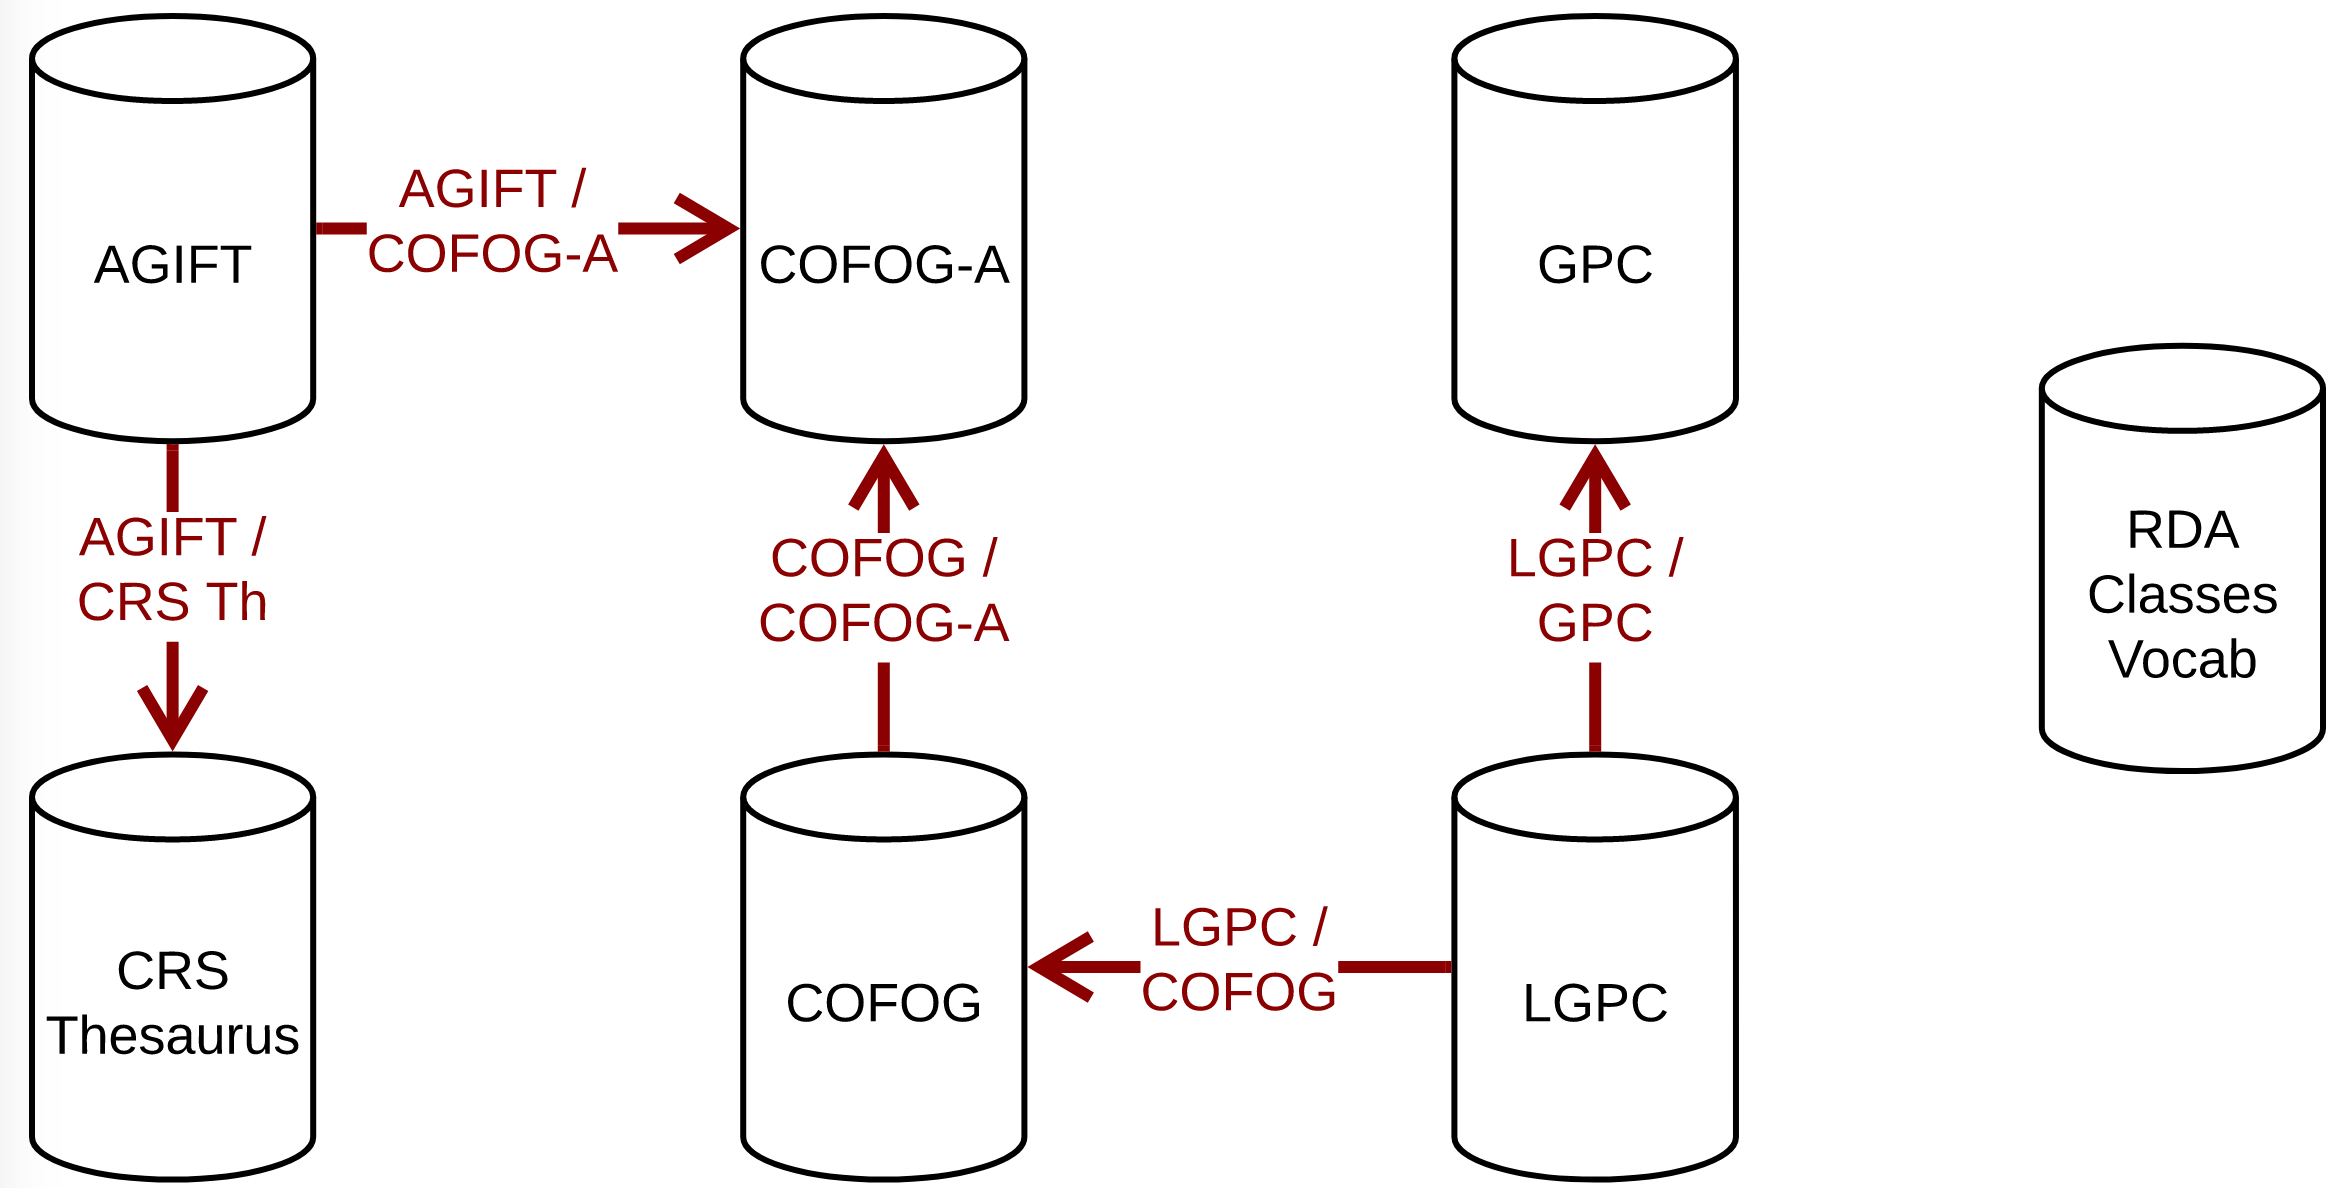 AGIFT
AGIFT /
COFOG-A
COFOG-A
GPC
RDA
Classes
Vocab
AGIFT /
CRS Th
COFOG /
COFOG-A
LGPC /
GPC
CRS
Thesaurus
COFOG
LGPC /
COFOG
LGPC